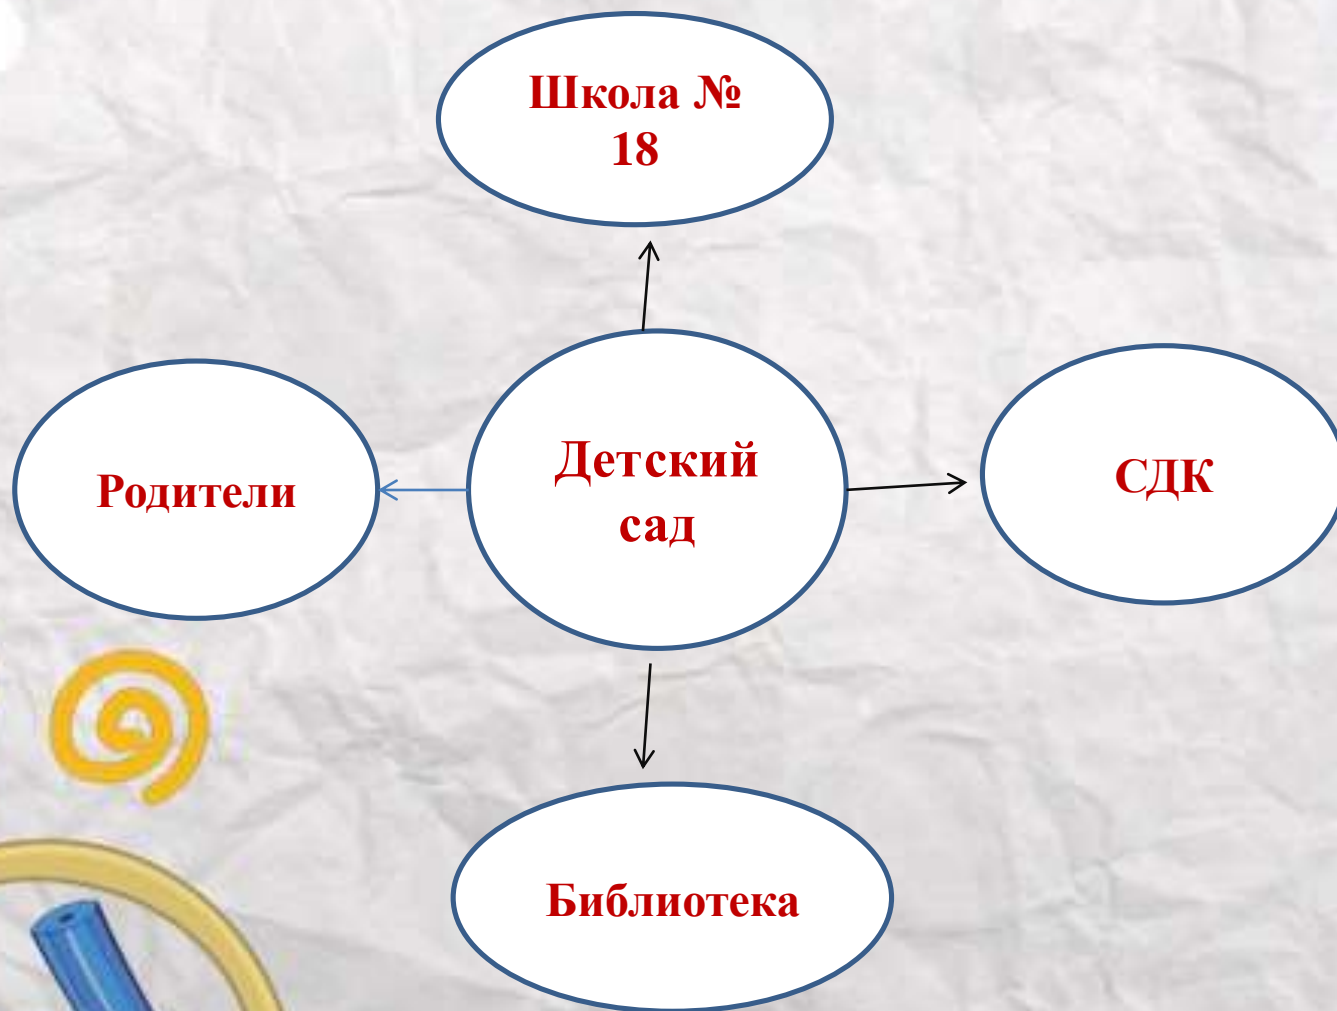 Школа №
18
Родители
Детский
сад
СДК
Библиотека